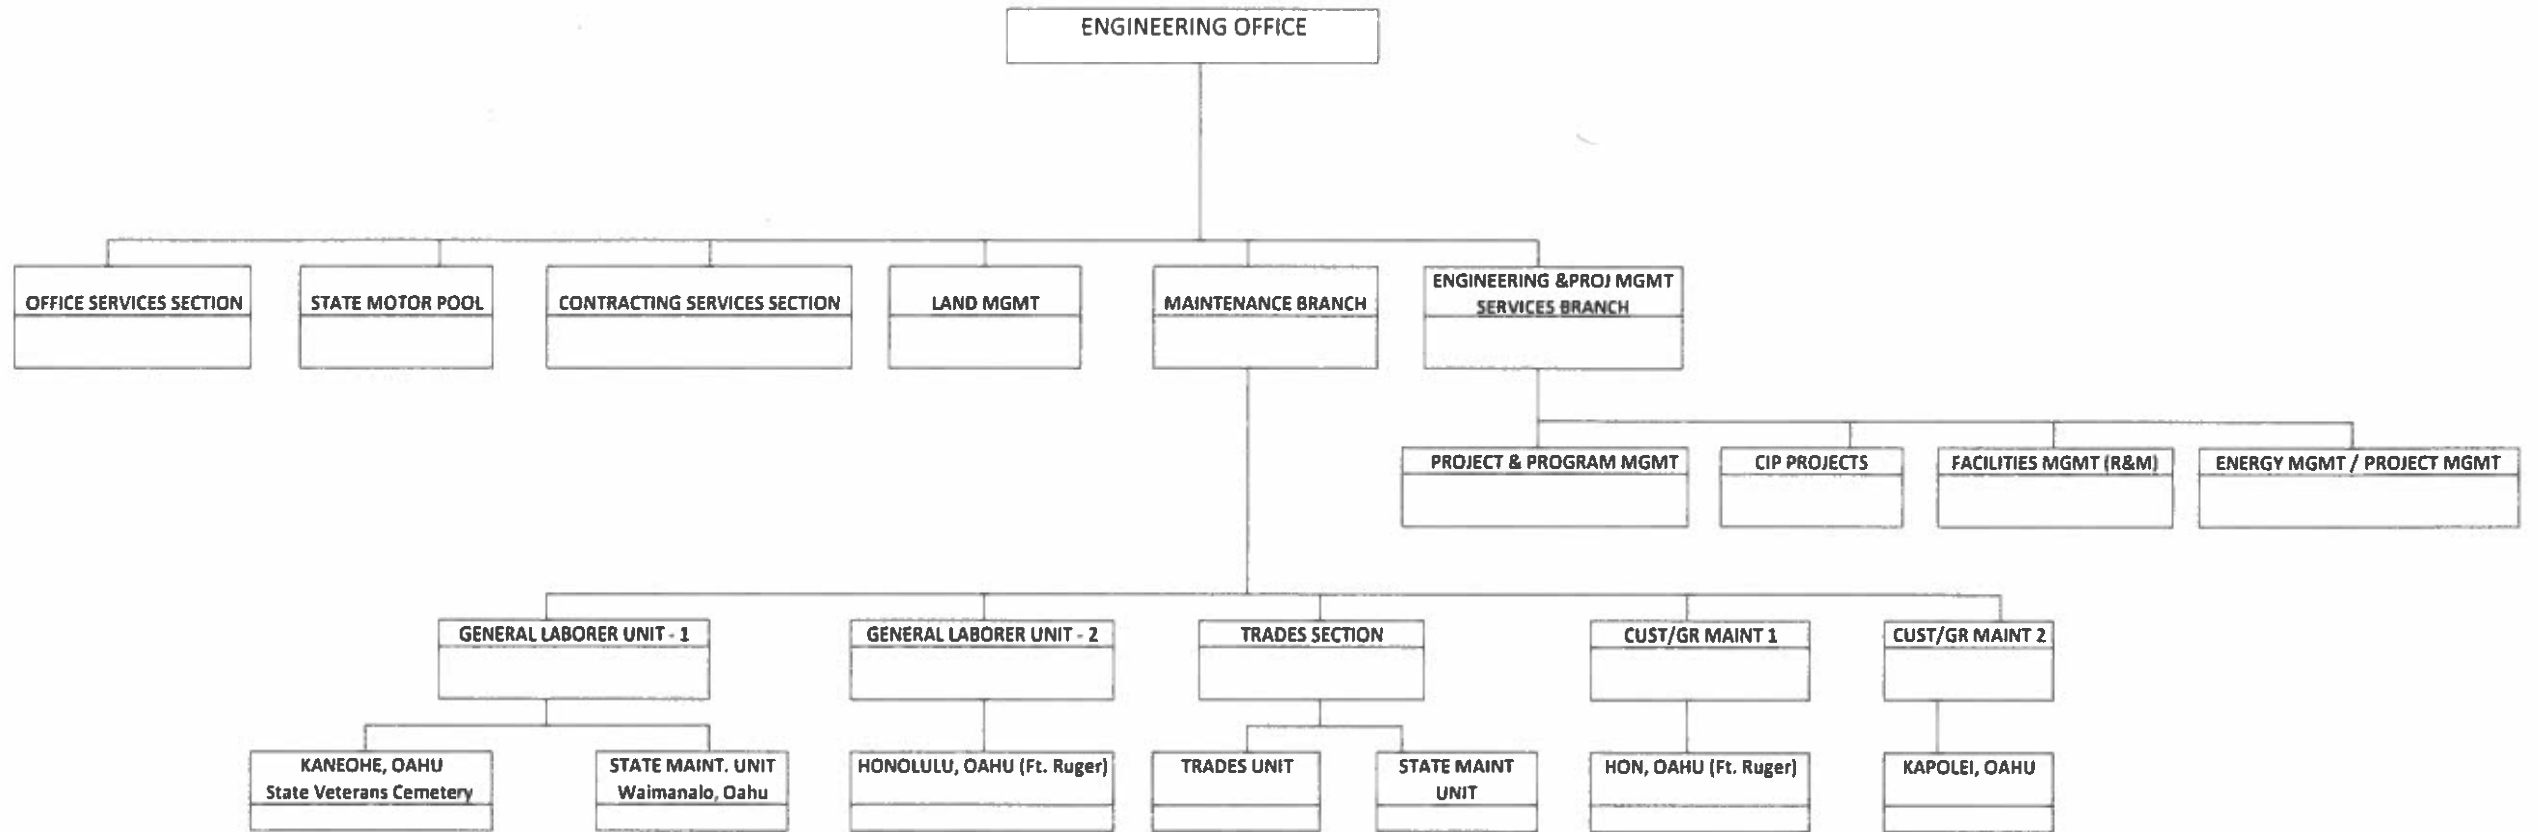 ENGINEERING OFFICE
OFFICE SERVICES SECTION
STATE MOTOR POOL
CONTRACTING SERVICES SECTION
LAND MGMT
MAINTENANCE BRANCH
ENGINEERING &PROJ MGMT
SERVICES BRANCH
PROJECT & PROGRAM MGMT
CIP PROJECTS
FACILITIES MGMT (R&M)
ENERGY MGMT / PROJECT MGMT
GENERAL LABORER UNIT - 1
GENERAL LABORER UNIT - 2
TRADES SECTION
CUST/GR MAINT 1
CUST/GR MAINT 2
KANEOHE, OAHU
State Veterans Cemetery
STATE MAINT. UNIT
Waimanalo, Oahu
HONOLULU, OAHU (Ft. Ruger)
TRADES UNIT
STATE MAINT
UNIT
HON, OAHU (Ft. Ruger)
KAPOLEI, OAHU